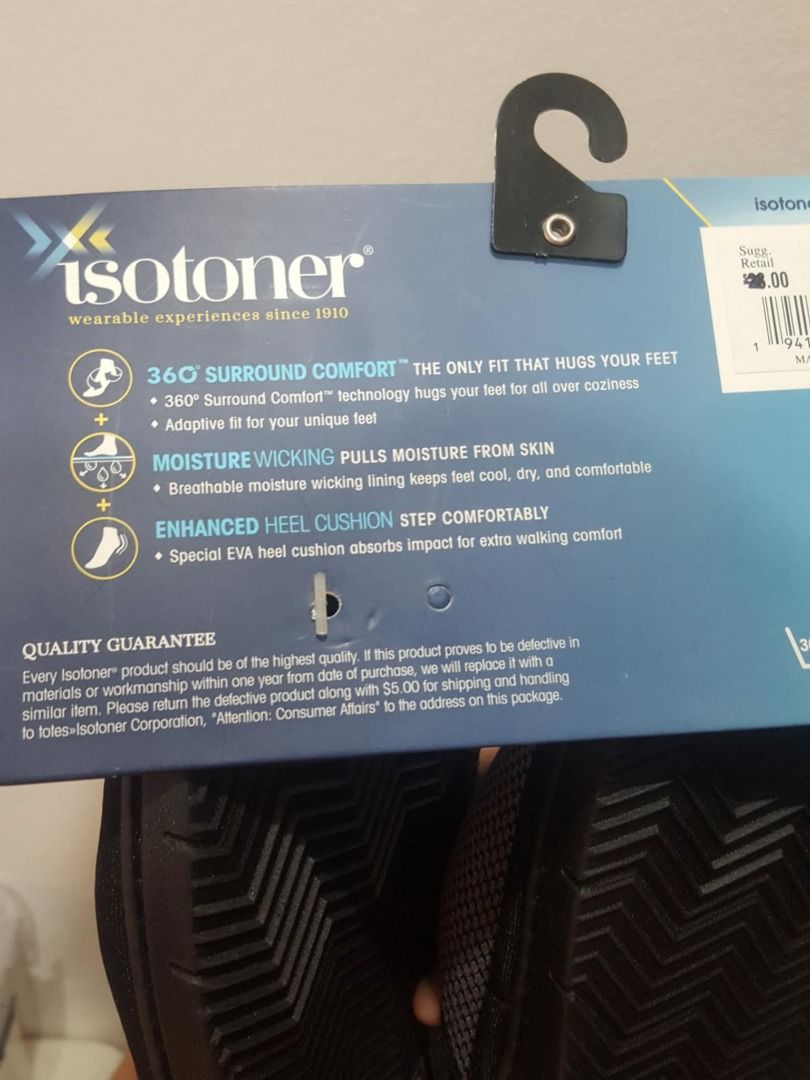 isotoner®
wearable experiences since 1910
isoton
Sugg.
Retail
.00
1 941
360° SURROUND COMFORT™ THE ONLY FIT THAT HUGS YOUR FEET
• 360° Surround Comfort™ technology hugs your feet for all over coziness
• Adaptive fit for your unique feet
+
MOISTURE WICKING PULLS MOISTURE FROM SKIN
• Breathable moisture wicking lining keeps feet cool, dry, and comfortable
+
ENHANCED HEEL CUSHION STEP COMFORTABLY
• Special EVA heel cushion absorbs impact for extra walking comfort
QUALITY GUARANTEE
Every Isotoner® product should be of the highest quality. If this product proves to be defective in
materials or workmanship within one year from date of purchase, we will replace it with a
similar item. Please return the defective product along with $5.00 for shipping and handling
to totes»Isotoner Corporation, "Attention: Consumer Affairs" to the address on this package.